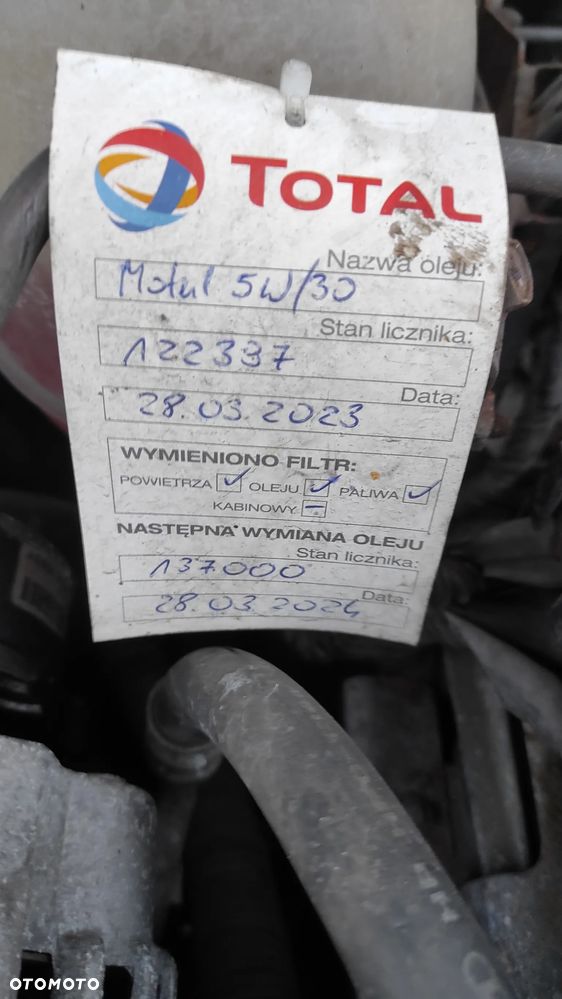 TOTAL
Nazwa oleju:
Motul 5W/30
Stan licznika:
122337
Data:
28.03.2023
WYMIENIONO FILTR:
POWIETRZA ✓ OLEJU ✓ PALIWA ✓
KABINOWY –
NASTĘPNA WYMIANA OLEJU
Stan licznika:
137000
Data:
28.03.2024
OTOMOTO